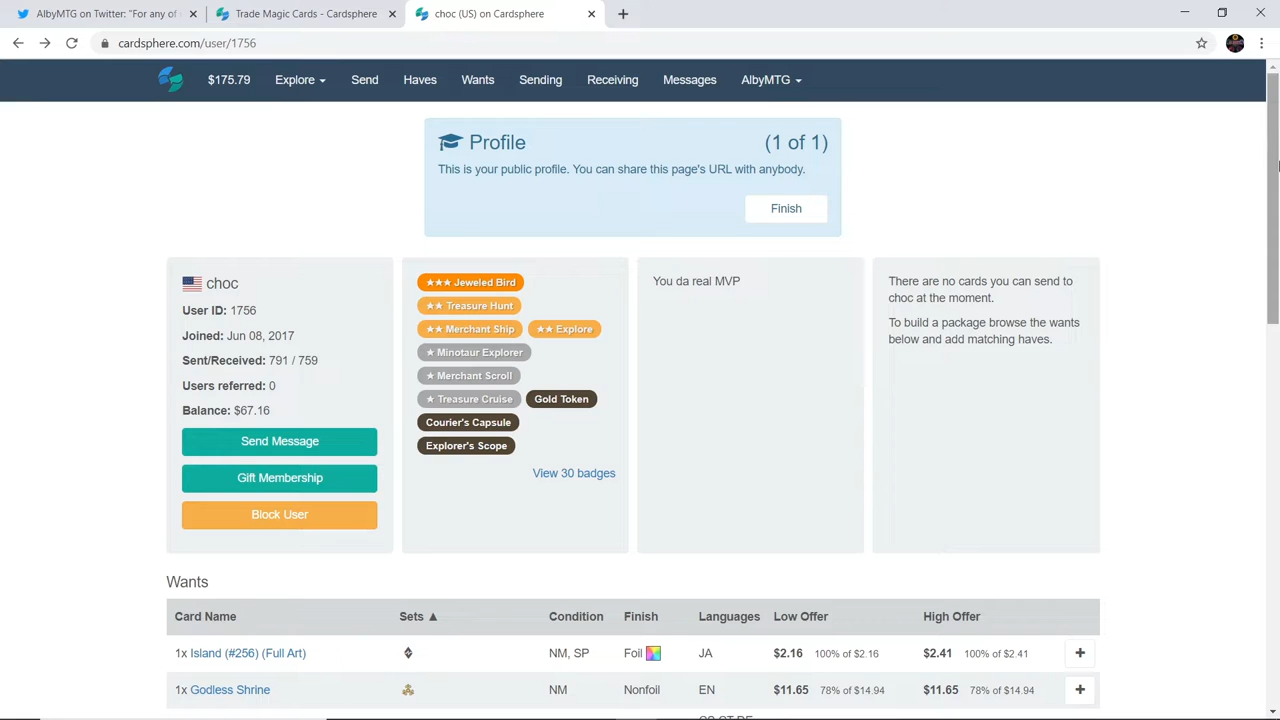 AlbyMTG on Twitter: "For any of
Trade Magic Cards - Cardsphere
choc (US) on Cardsphere
cardsphere.com/user/1756
$175.79 Explore Send Haves Wants Sending Receiving Messages AlbyMTG
Profile (1 of 1)
This is your public profile. You can share this page's URL with anybody.
Finish
choc
User ID: 1756
Joined: Jun 08, 2017
Sent/Received: 791 / 759
Users referred: 0
Balance: $67.16
Send Message
Gift Membership
Block User
★★★ Jeweled Bird
★★ Treasure Hunt
★★ Merchant Ship ★★ Explore
★ Minotaur Explorer
★ Merchant Scroll
★ Treasure Cruise Gold Token
Courier's Capsule
Explorer's Scope
View 30 badges
You da real MVP
There are no cards you can send to
choc at the moment.
To build a package browse the wants
below and add matching haves.
Wants
Card Name Sets ▲ Condition Finish Languages Low Offer High Offer
1x Island (#256) (Full Art) NM, SP Foil JA $2.16 100% of $2.16 $2.41 100% of $2.41 +
1x Godless Shrine NM Nonfoil EN $11.65 78% of $14.94 $11.65 78% of $14.94 +